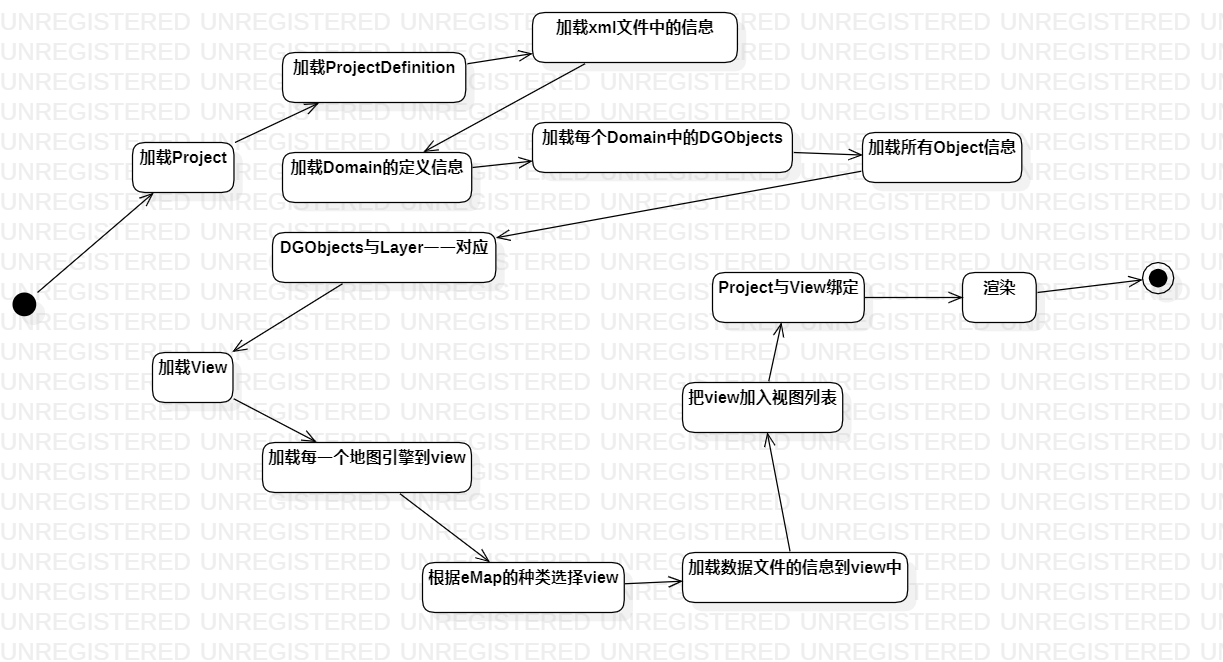 加载xml文件中的信息
加载ProjectDefinition
加载Project
加载Domain的定义信息
加载每个Domain中的DGObjects
加载所有Object信息
DGObjects与Layer一一对应
加载View
加载每一个地图引擎到view
根据eMap的种类选择view
加载数据文件的信息到view中
把view加入视图列表
Project与View绑定
渲染
UNREGISTERED